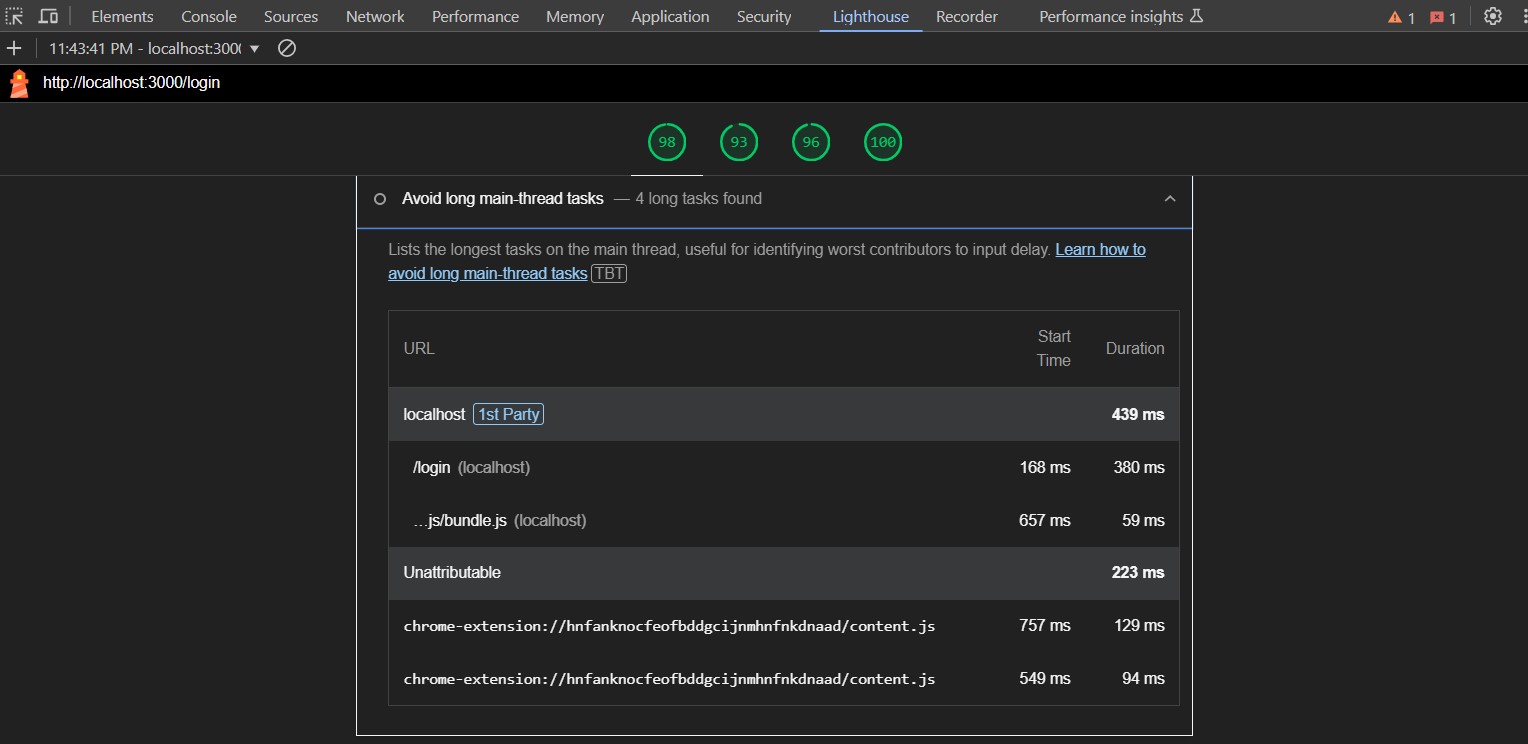 Elements Console Sources Network Performance Memory Application Security Lighthouse Recorder Performance insights 1 1
11:43:41 PM - localhost:3000
http://localhost:3000/login
98 93 96 100
Avoid long main-thread tasks — 4 long tasks found
Lists the longest tasks on the main thread, useful for identifying worst contributors to input delay. Learn how to
avoid long main-thread tasks TBT
URL Start Time Duration
localhost 1st Party 439 ms
/login (localhost) 168 ms 380 ms
…js/bundle.js (localhost) 657 ms 59 ms
Unattributable 223 ms
chrome-extension://hnfanknocfeofbddgcijnmhnfnkdnaad/content.js 757 ms 129 ms
chrome-extension://hnfanknocfeofbddgcijnmhnfnkdnaad/content.js 549 ms 94 ms